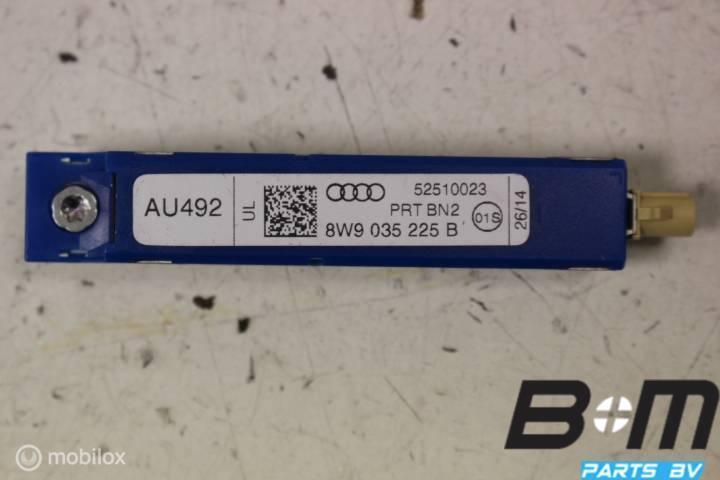 AU492
UL
52510023
PRT BN2
8W9 035 225 B
01S
26/14
B+M
PARTS BV
mobilox